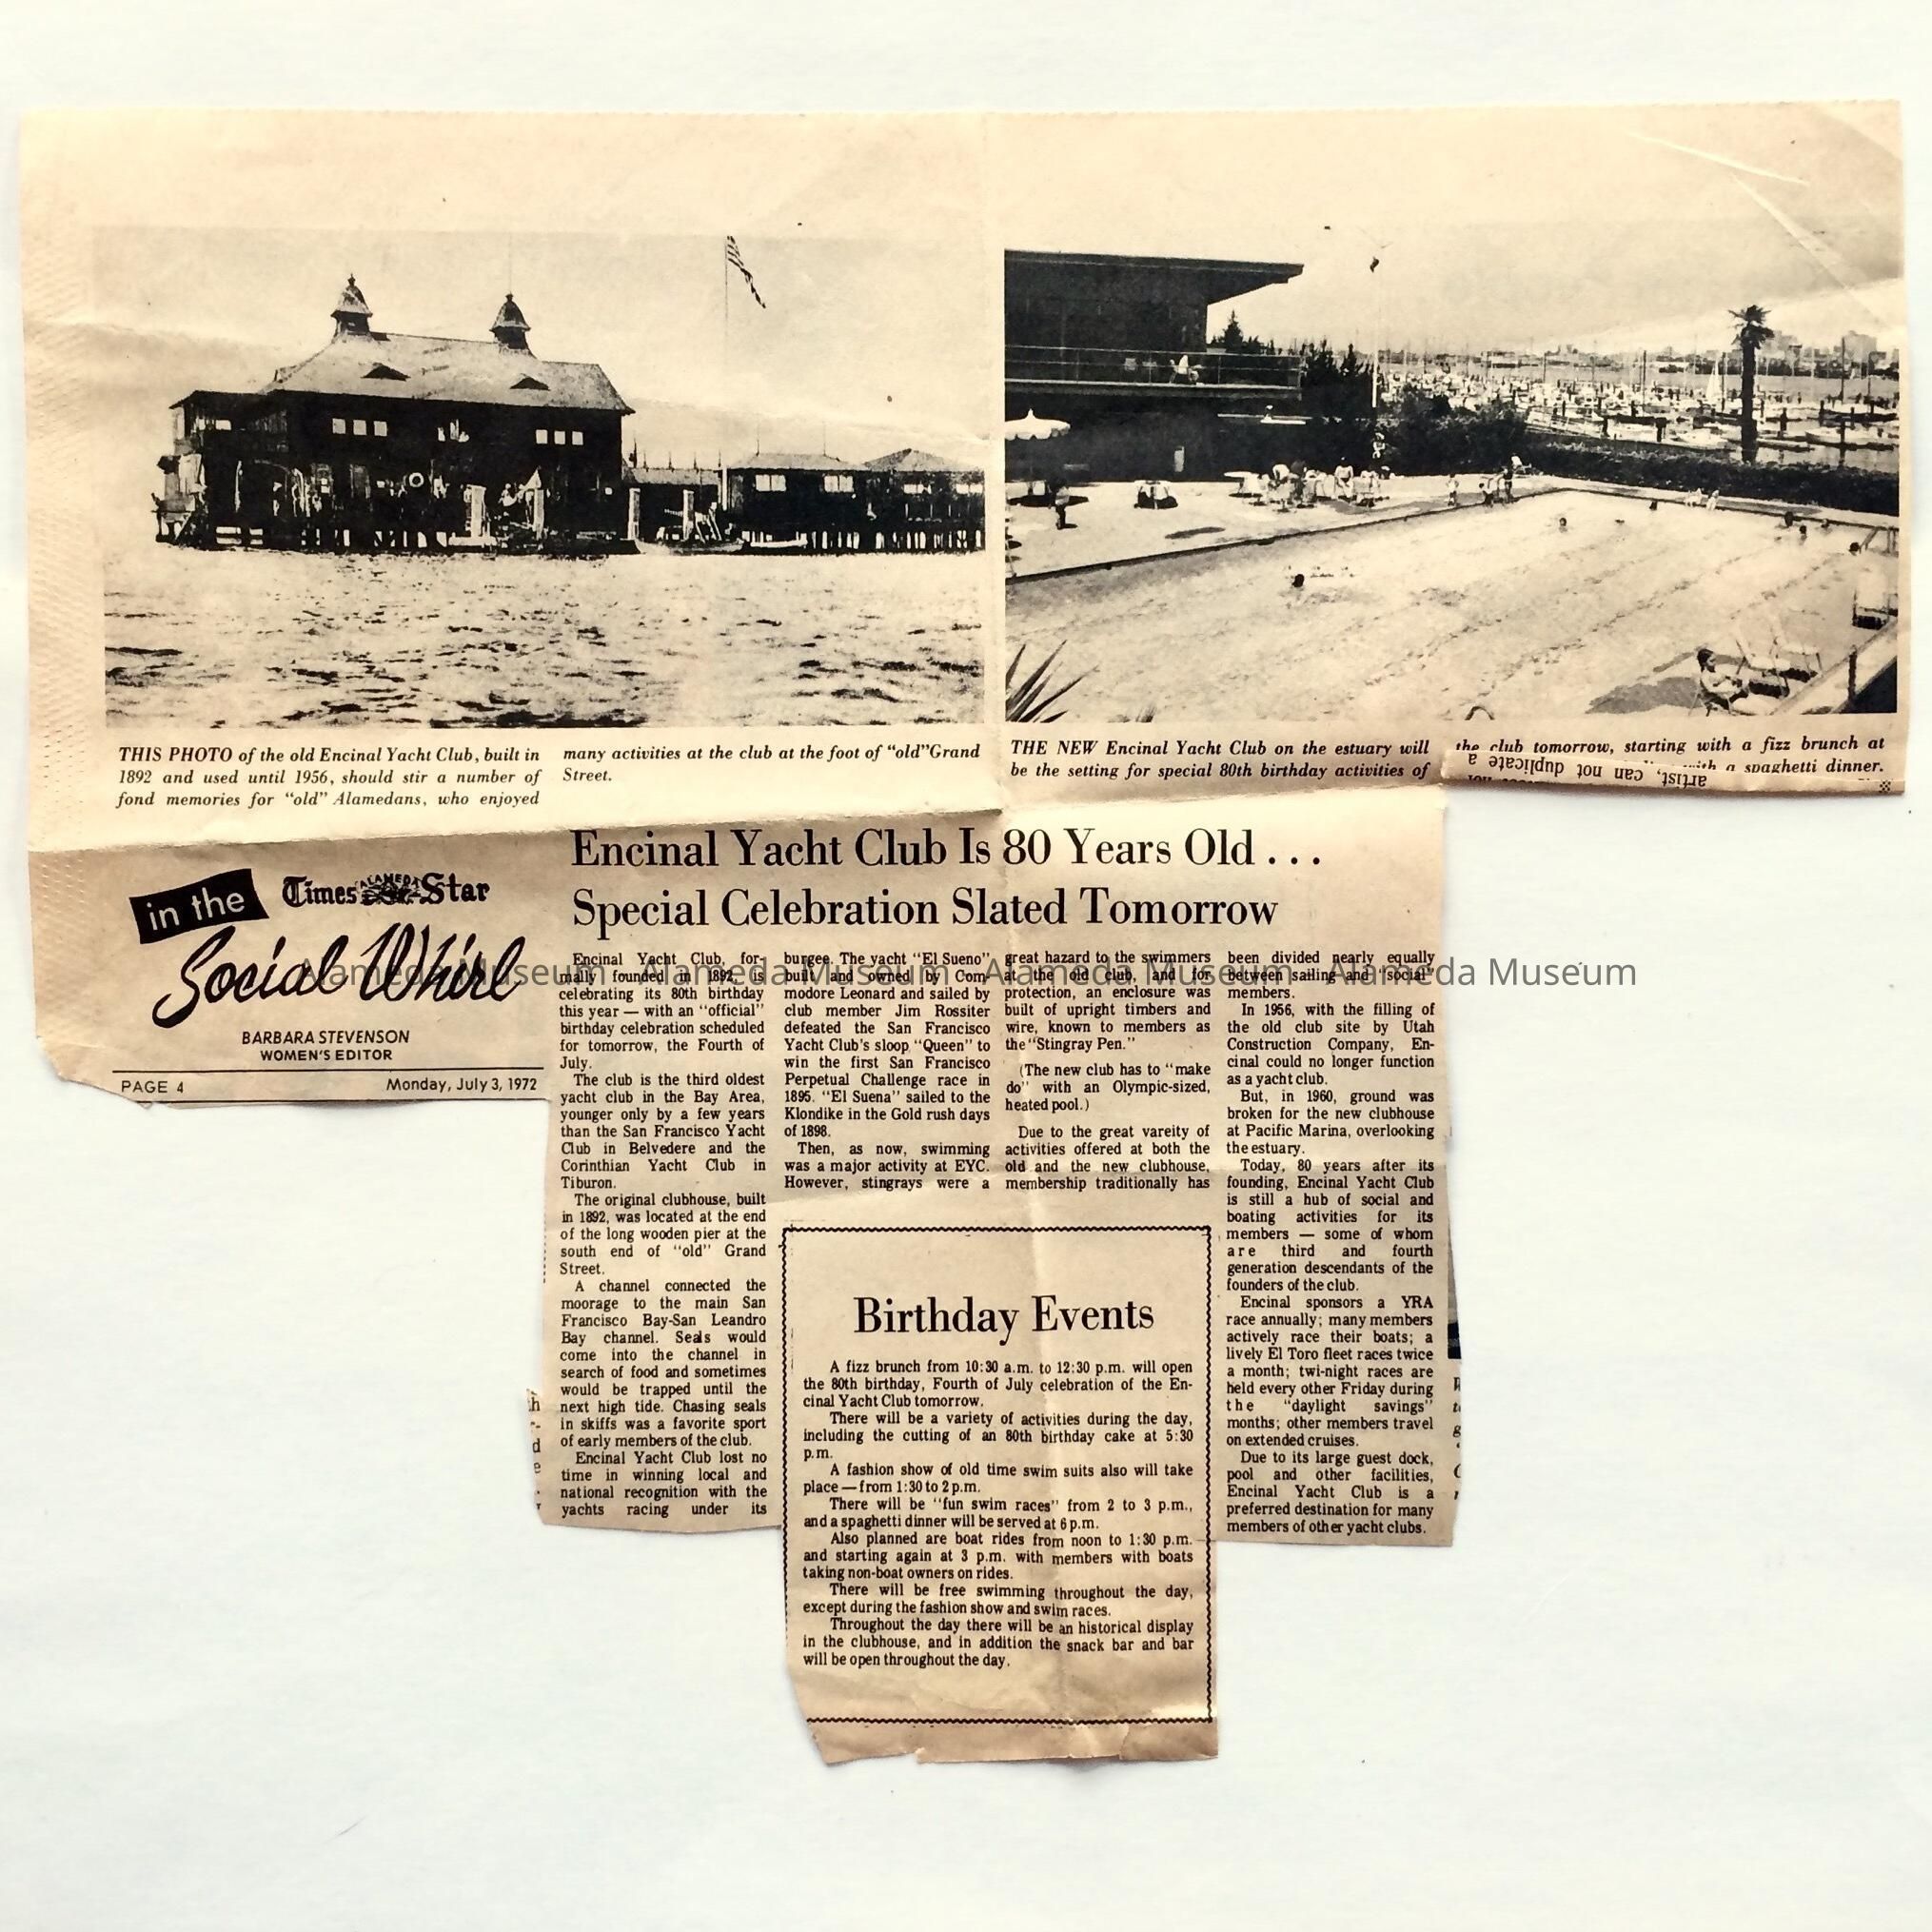 THIS PHOTO of the old Encinal Yacht Club, built in
1892 and used until 1956, should stir a number of
fond memories for "old" Alamedans, who enjoyed
many activities at the club at the foot of "old"Grand
Street.
THE NEW Encinal Yacht Club on the estuary will
be the setting for special 80th birthday activities of
the club tomorrow, starting with a fizz brunch at
with a spaghetti dinner.
artist, can not duplicate a
in the
Times ALAMEDA Star
Social Whirl
BARBARA STEVENSON
WOMEN'S EDITOR
PAGE 4
Monday, July 3, 1972
Encinal Yacht Club Is 80 Years Old . . .
Special Celebration Slated Tomorrow
Alameda Museum Alameda Museum Alameda Museum Alameda Museum
Encinal Yacht Club, for-
mally founded in 1892, is
celebrating its 80th birthday
this year — with an "official"
birthday celebration scheduled
for tomorrow, the Fourth of
July.
The club is the third oldest
yacht club in the Bay Area,
younger only by a few years
than the San Francisco Yacht
Club in Belvedere and the
Corinthian Yacht Club in
Tiburon.
The original clubhouse, built
in 1892, was located at the end
of the long wooden pier at the
south end of "old" Grand
Street.
A channel connected the
moorage to the main San
Francisco Bay-San Leandro
Bay channel. Seals would
come into the channel in
search of food and sometimes
would be trapped until the
next high tide. Chasing seals
in skiffs was a favorite sport
of early members of the club.
Encinal Yacht Club lost no
time in winning local and
national recognition with the
yachts racing under its
burgee. The yacht "El Sueno",
built and owned by Com
modore Leonard and sailed by
club member Jim Rossiter
defeated the San Francisco
Yacht Club's sloop "Queen" to
win the first San Francisco
Perpetual Challenge race in
1895. "El Suena" sailed to the
Klondike in the Gold rush days
of 1898.
Then, as now, swimming
was a major activity at EYC.
However, stingrays were a
great hazard to the swimmers
at the old club, and for
protection, an enclosure was
built of upright timbers and
wire, known to members as
the "Stingray Pen."
(The new club has to "make
do" with an Olympic-sized,
heated pool.)
Due to the great vareity of
activities offered at both the
old and the new clubhouse,
membership traditionally has
been divided nearly equally
between sailing and "social"
members.
In 1956, with the filling of
the old club site by Utah
Construction Company, En-
cinal could no longer function
as a yacht club.
But, in 1960, ground was
broken for the new clubhouse
at Pacific Marina, overlooking
the estuary.
Today, 80 years after its
founding, Encinal Yacht Club
is still a hub of social and
boating activities for its
members — some of whom
are third and fourth
generation descendants of the
founders of the club.
Encinal sponsors a YRA
race annually; many members
actively race their boats; a
lively El Toro fleet races twice
a month; twi-night races are
held every other Friday during
the "daylight savings"
months; other members travel
on extended cruises.
Due to its large guest dock,
pool and other facilities,
Encinal Yacht Club is a
preferred destination for many
members of other yacht clubs.
Birthday Events
A fizz brunch from 10:30 a.m. to 12:30 p.m. will open
the 80th birthday, Fourth of July celebration of the En-
cinal Yacht Club tomorrow.
There will be a variety of activities during the day,
including the cutting of an 80th birthday cake at 5:30
p.m.
A fashion show of old time swim suits also will take
place — from 1:30 to 2 p.m.
There will be "fun swim races" from 2 to 3 p.m.,
and a spaghetti dinner will be served at 6 p.m.
Also planned are boat rides from noon to 1:30 p.m.
and starting again at 3 p.m. with members with boats
taking non-boat owners on rides.
There will be free swimming throughout the day,
except during the fashion show and swim races.
Throughout the day there will be an historical display
in the clubhouse, and in addition the snack bar and bar
will be open throughout the day.